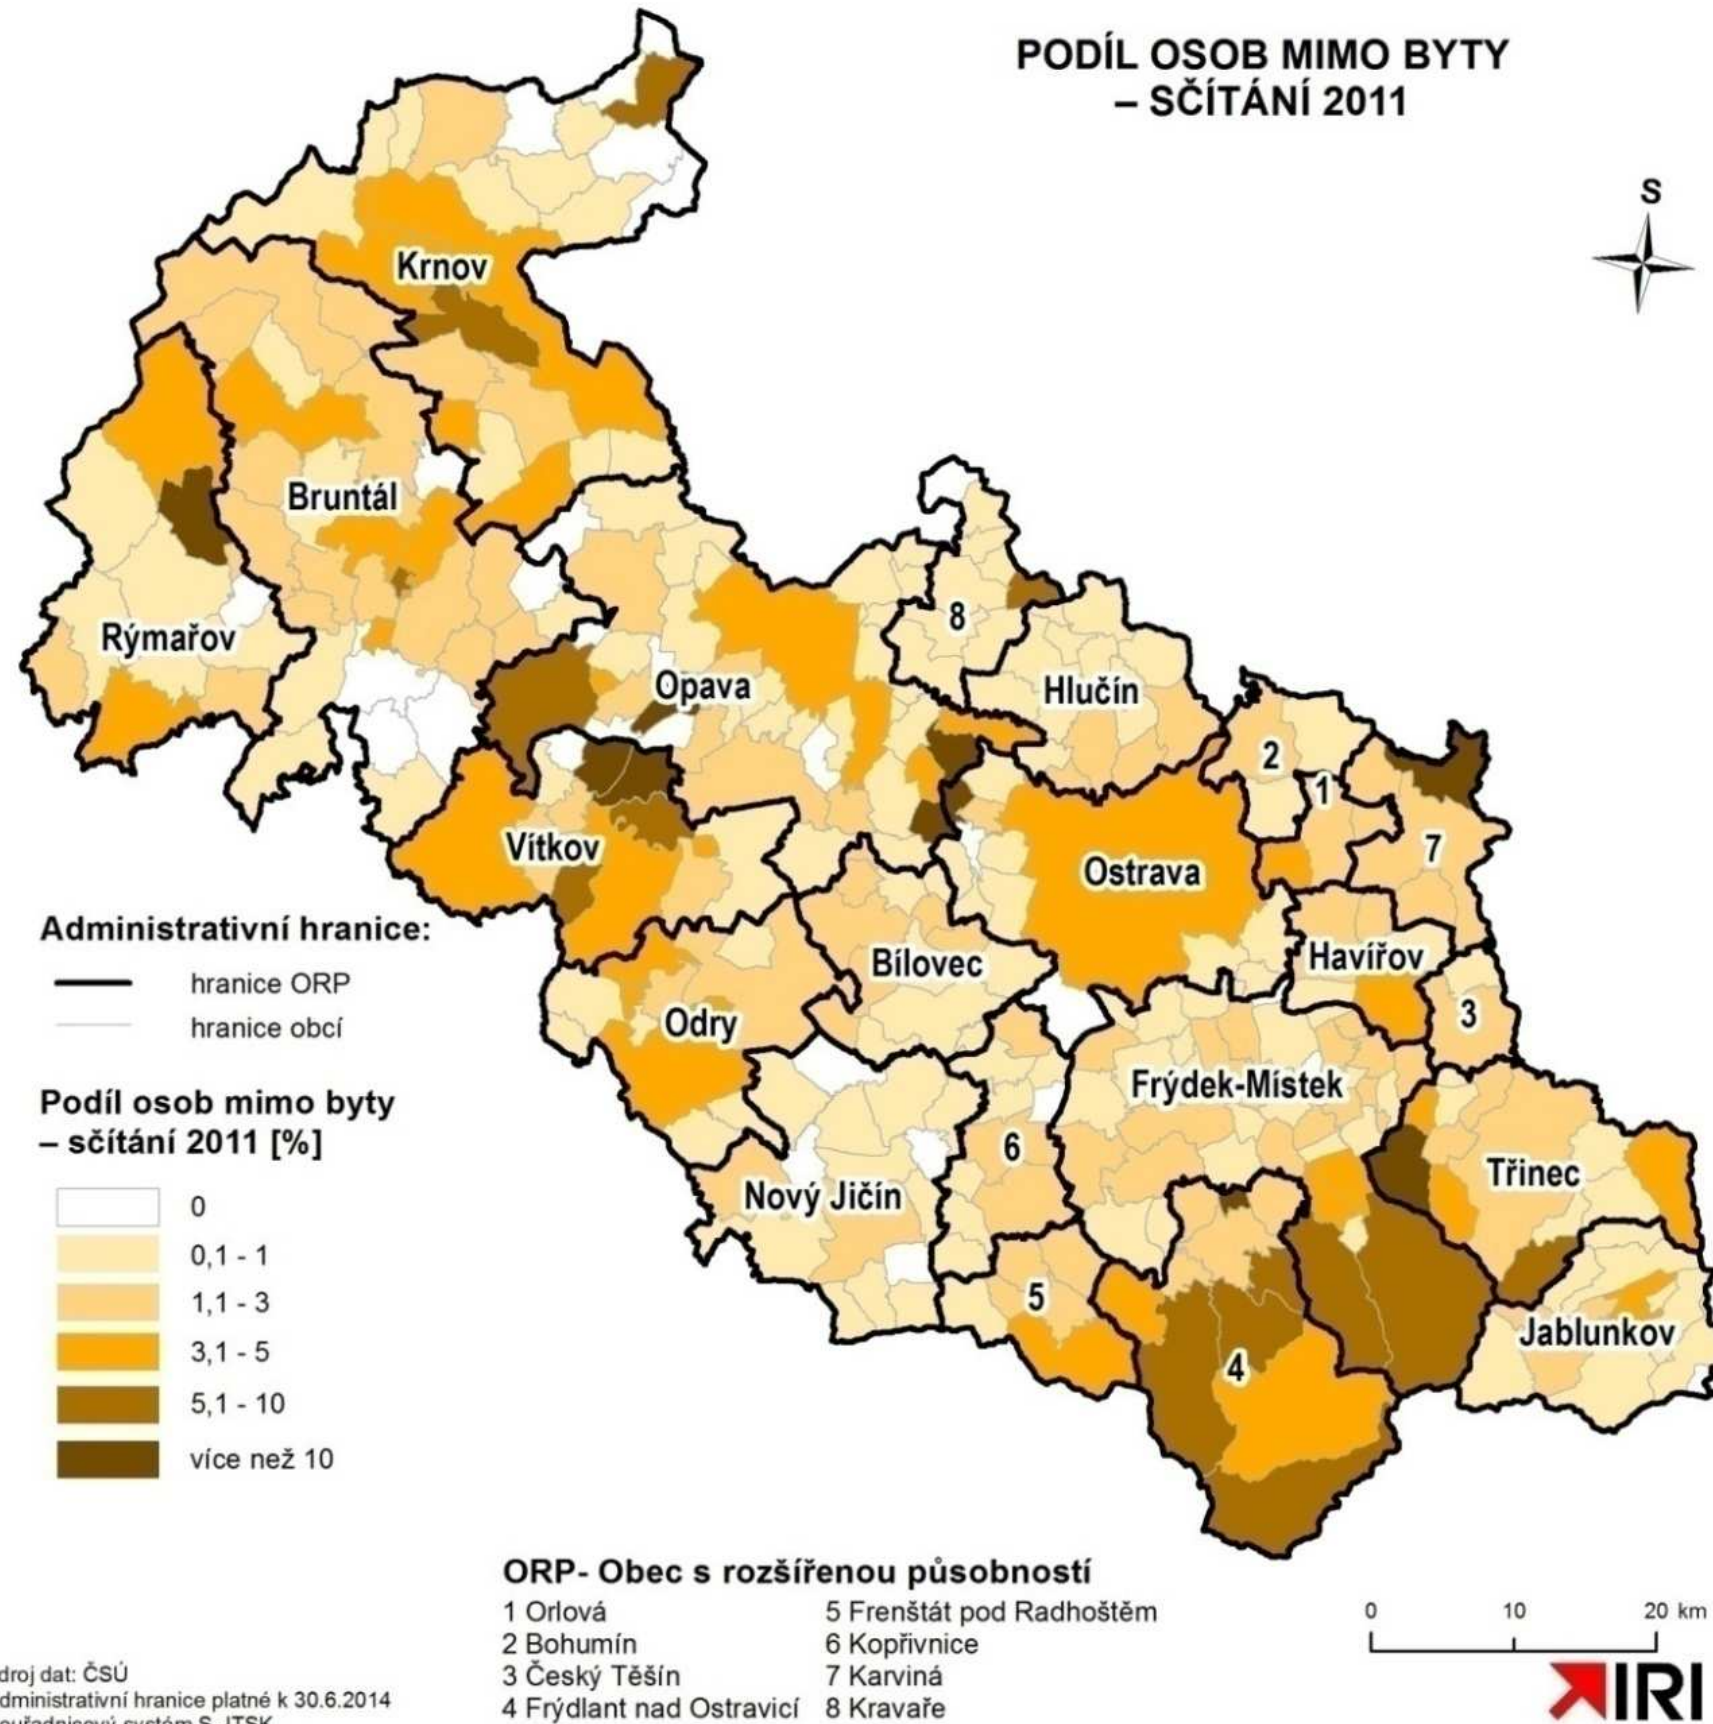 PODÍL OSOB MIMO BYTY
– SČÍTÁNÍ 2011
S
Krnov
Bruntál
Rýmařov
8
Opava
Hlučín
2
1
7
Vítkov
Ostrava
Bílovec
Havířov
3
Odry
Frýdek-Místek
6
Třinec
Nový Jičín
5
4
Jablunkov
Administrativní hranice:
hranice ORP
hranice obcí
Podíl osob mimo byty
– sčítání 2011 [%]
0
0,1 - 1
1,1 - 3
3,1 - 5
5,1 - 10
více než 10
ORP- Obec s rozšířenou působností
1 Orlová
2 Bohumín
3 Český Těšín
4 Frýdlant nad Ostravicí
5 Frenštát pod Radhoštěm
6 Kopřivnice
7 Karviná
8 Kravaře
0 10 20 km
IRI
droj dat: ČSÚ
dministrativní hranice platné k 30.6.2014